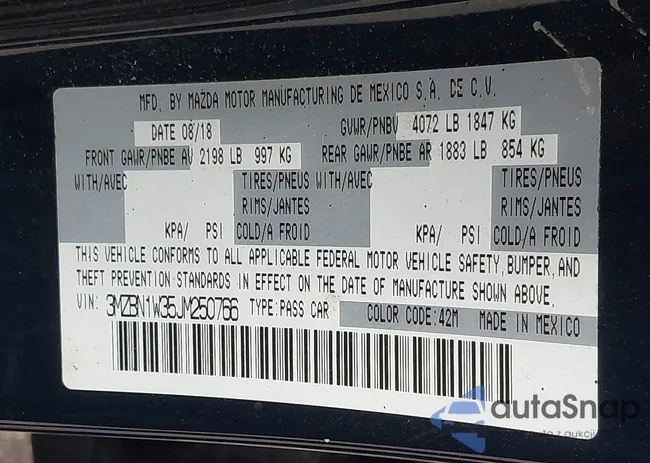 MFD. BY MAZDA MOTOR MANUFACTURING DE MEXICO S.A. DE C.V.
DATE 08/18 GVWR/PNBV 4072 LB 1847 KG
FRONT GAWR/PNBE AV 2198 LB 997 KG REAR GAWR/PNBE AR 1883 LB 854 KG
WITH/AVEC TIRES/PNEUS WITH/AVEC TIRES/PNEUS
RIMS/JANTES RIMS/JANTES
KPA/ PSI COLD/A FROID KPA/ PSI COLD/A FROID
THIS VEHICLE CONFORMS TO ALL APPLICABLE FEDERAL MOTOR VEHICLE SAFETY, BUMPER, AND
THEFT PREVENTION STANDARDS IN EFFECT ON THE DATE OF MANUFACTURE SHOWN ABOVE.
VIN: 3MZBN1W35JM250766 TYPE:PASS CAR COLOR CODE:42M MADE IN MEXICO
autaSnap
auta z aukcji